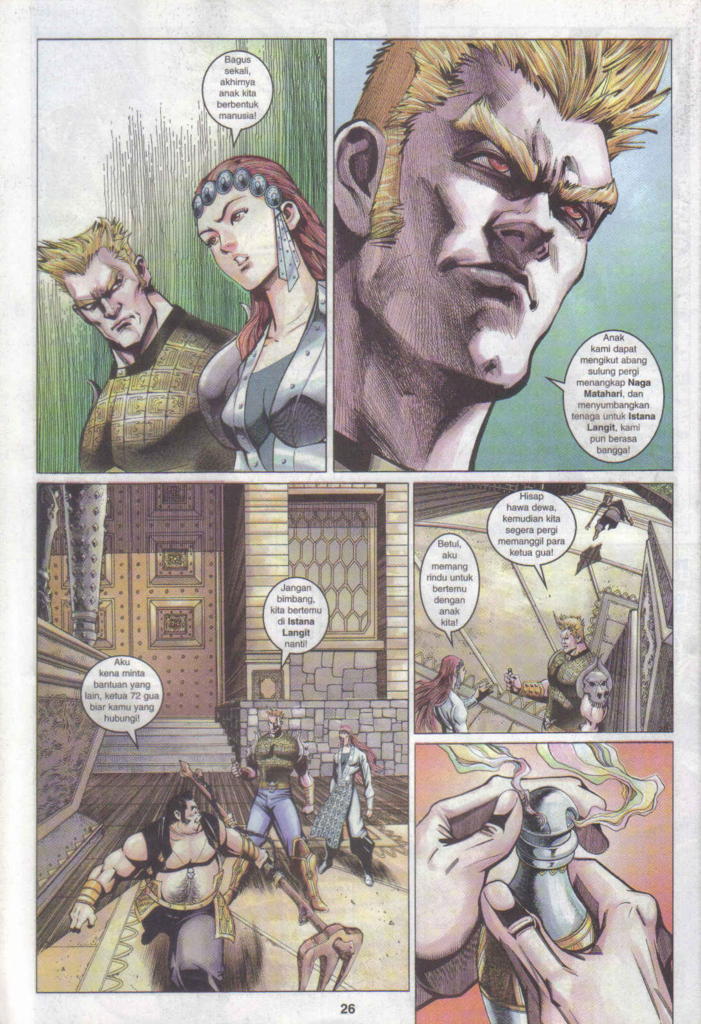 Bagus
sekali,
akhirnya
anak kita
berbentuk
manusia!
Anak
kami dapat
mengikut abang
sulung pergi
menangkap Naga
Matahari, dan
menyumbangkan
tenaga untuk Istana
Langit, kami
pun berasa
bangga!
Aku
kena minta
bantuan yang
lain, ketua 72 gua
biar kamu yang
hubungi!
Jangan
bimbang,
kita bertemu
di Istana
Langit
nanti!
Hisap
hawa dewa,
kemudian kita
segera pergi
memanggil para
ketua gua!
Betul,
aku
memang
rindu untuk
bertemu
dengan
anak
kita!
26